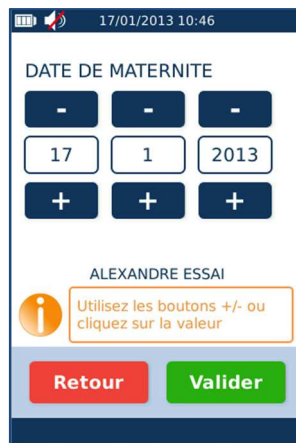 17/01/2013 10:46
DATE DE MATERNITE
- - -
17 1 2013
+ + +
ALEXANDRE ESSAI
Utilisez les boutons +/- ou
cliquez sur la valeur
Retour Valider